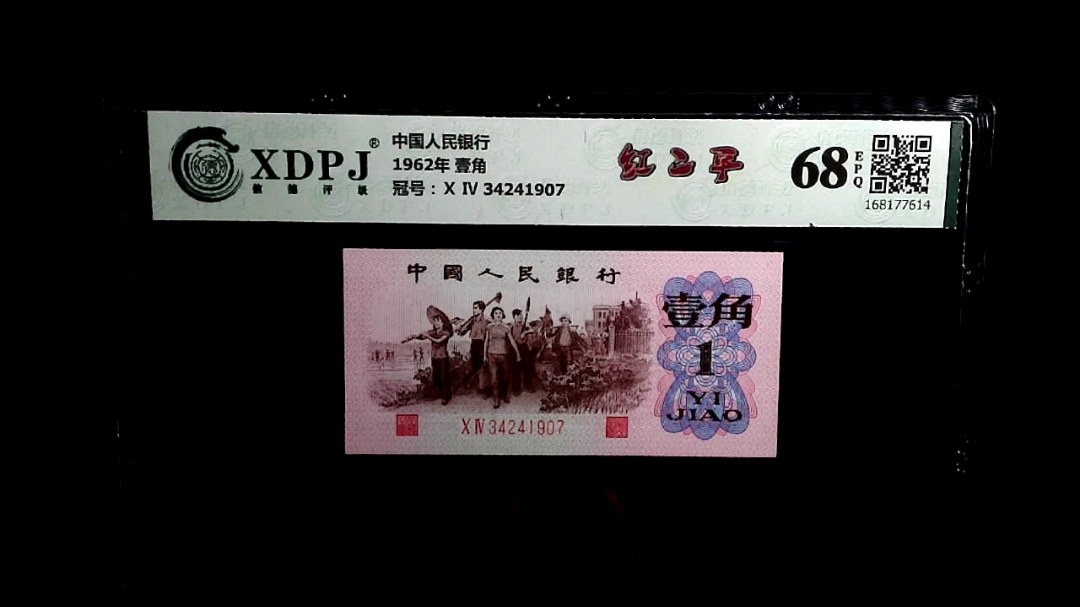 XDPJ®
信德评级
中国人民银行
1962年 壹角
冠号：X Ⅳ 34241907
红二平
68
EPQ
168177614
中國人民銀行
壹角
1
YI
JIAO
X Ⅳ 34241907